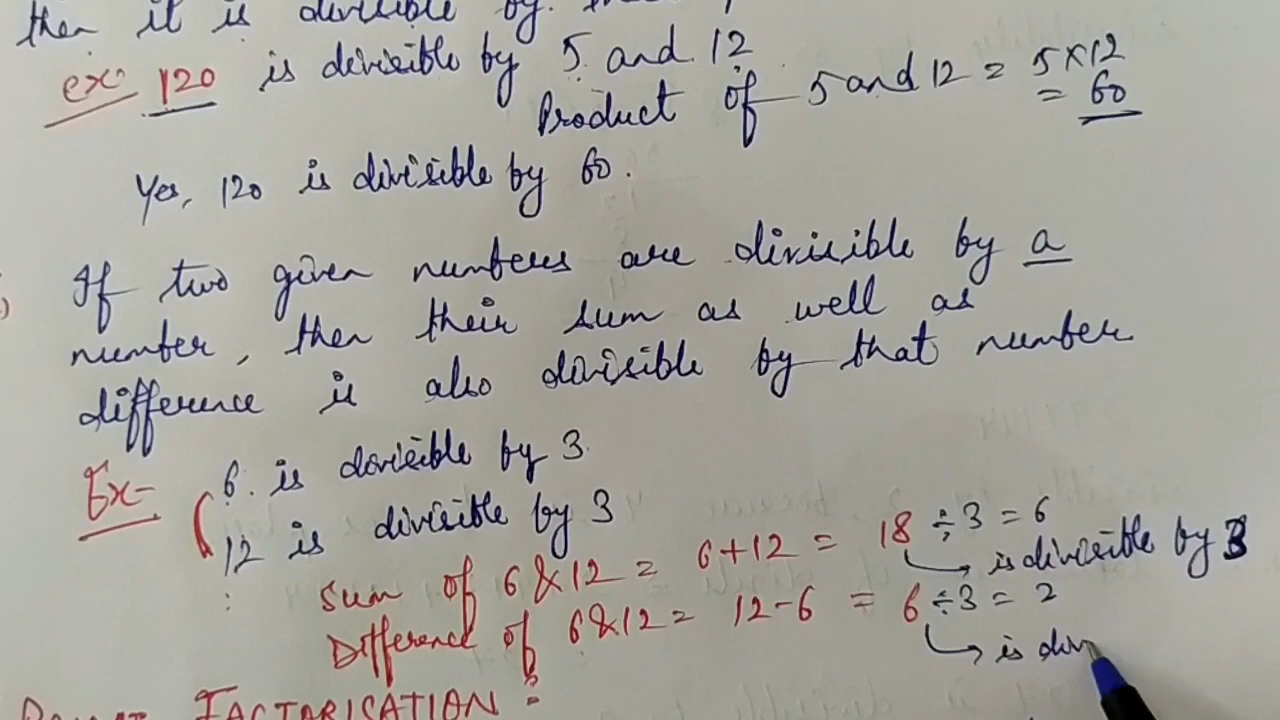 then it is divisible by
ex: 120 is divisible by 5 and 12
Product of 5 and 12 = 5×12
= 60
Yes, 120 is divisible by 60.
If two given numbers are divisible by a
number, then their sum as well as
difference is also divisible by that number
Ex- 6 is divisible by 3.
12 is divisible by 3
: Sum of 6 & 12 = 6+12 = 18 ÷ 3 = 6
is divisible by 3
Difference of 6 & 12 = 12-6 = 6 ÷ 3 = 2
is div
FACTORISATION :